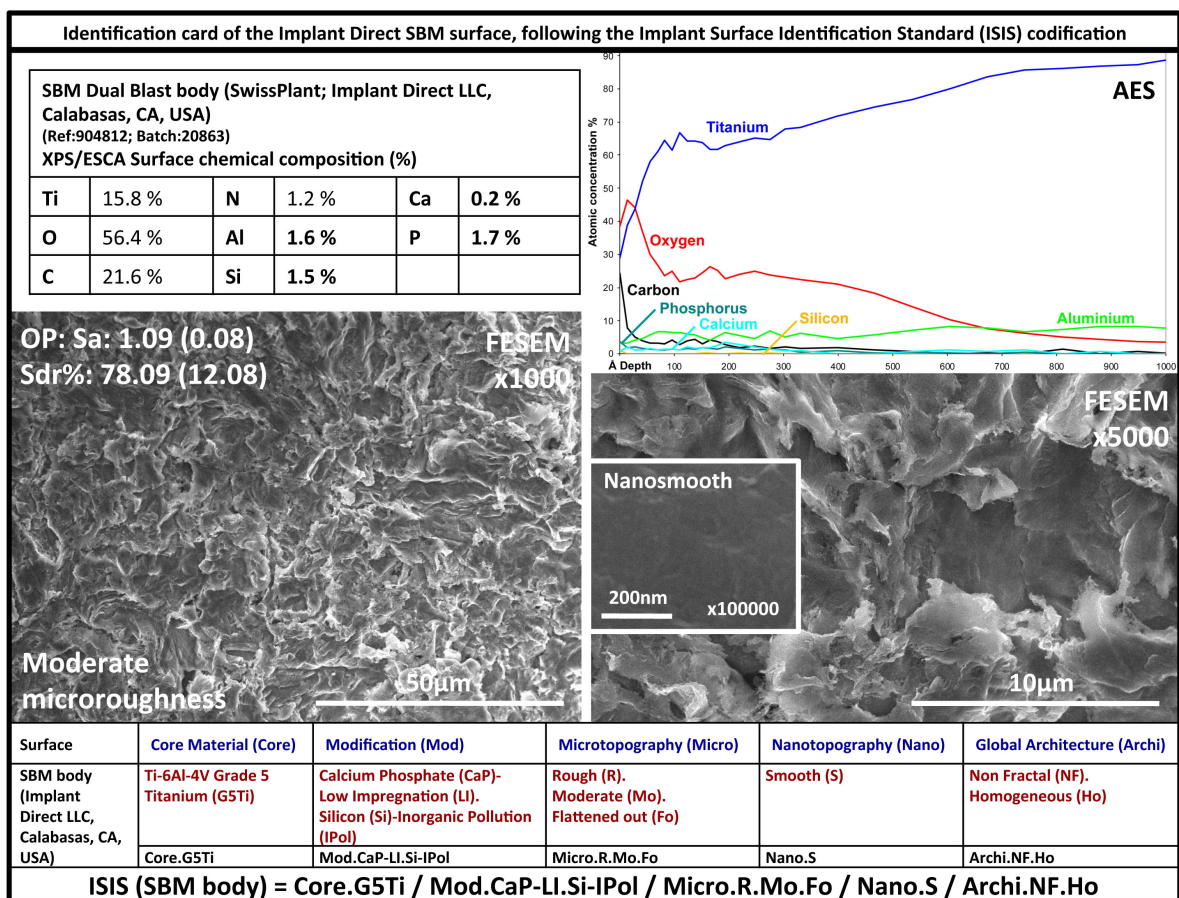 Identification card of the Implant Direct SBM surface, following the Implant Surface Identification Standard (ISIS) codification
SBM Dual Blast body (SwissPlant; Implant Direct LLC,
Calabasas, CA, USA)
(Ref:904812; Batch:20863)
XPS/ESCA Surface chemical composition (%)
Ti 15.8 % N 1.2 % Ca 0.2 %
O 56.4 % Al 1.6 % P 1.7 %
C 21.6 % Si 1.5 %
AES
Atomic concentration %
90
80
70
60
50
40
30
20
10
0
Titanium
Oxygen
Carbon
Phosphorus
Calcium
Silicon
Aluminium
A Depth 100 200 300 400 500 600 700 800 900 1000
OP: Sa: 1.09 (0.08)
Sdr%: 78.09 (12.08)
FESEM
x1000
Moderate
microroughness
50µm
FESEM
x5000
Nanosmooth
200nm
x100000
10µm
Surface Core Material (Core) Modification (Mod) Microtopography (Micro) Nanotopography (Nano) Global Architecture (Archi)
SBM body
(Implant
Direct LLC,
Calabasas, CA,
USA)
Ti-6Al-4V Grade 5
Titanium (G5Ti)
Calcium Phosphate (CaP)-
Low Impregnation (LI).
Silicon (Si)-Inorganic Pollution
(IPol)
Rough (R).
Moderate (Mo).
Flattened out (Fo)
Smooth (S)
Non Fractal (NF).
Homogeneous (Ho)
Core.G5Ti Mod.CaP-LI.Si-IPol Micro.R.Mo.Fo Nano.S Archi.NF.Ho
ISIS (SBM body) = Core.G5Ti / Mod.CaP-LI.Si-IPol / Micro.R.Mo.Fo / Nano.S / Archi.NF.Ho